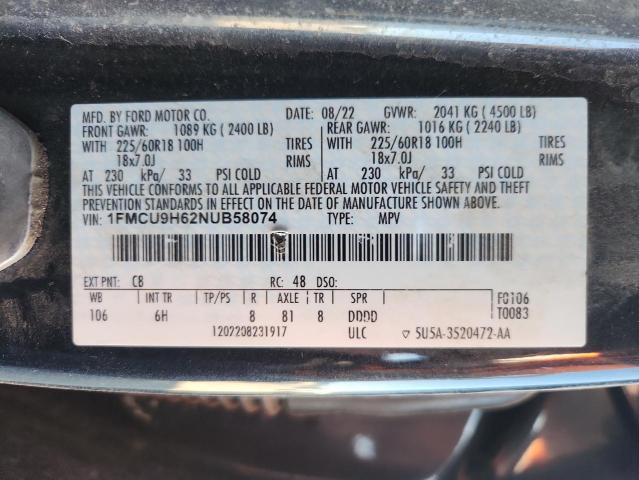 MFD. BY FORD MOTOR CO. DATE: 08/22 GVWR: 2041 KG ( 4500 LB)
FRONT GAWR: 1089 KG ( 2400 LB) REAR GAWR: 1016 KG ( 2240 LB)
WITH 225/60R18 100H TIRES WITH 225/60R18 100H TIRES
18x7.0J RIMS 18x7.0J RIMS
AT 230 kPa/ 33 PSI COLD AT 230 kPa/ 33 PSI COLD
THIS VEHICLE CONFORMS TO ALL APPLICABLE FEDERAL MOTOR VEHICLE SAFETY AND THEFT
PREVENTION STANDARDS IN EFFECT ON THE DATE OF MANUFACTURE SHOWN ABOVE.
VIN: 1FMCU9H62NUB58074 TYPE: MPV
EXT PNT: CB RC: 48 DSO:
WB INT TR TP/PS R AXLE TR SPR F0106
106 6H 8 81 8 DDDD T0083
1202208231917 ULC ▽ 5U5A-3S20472-AA